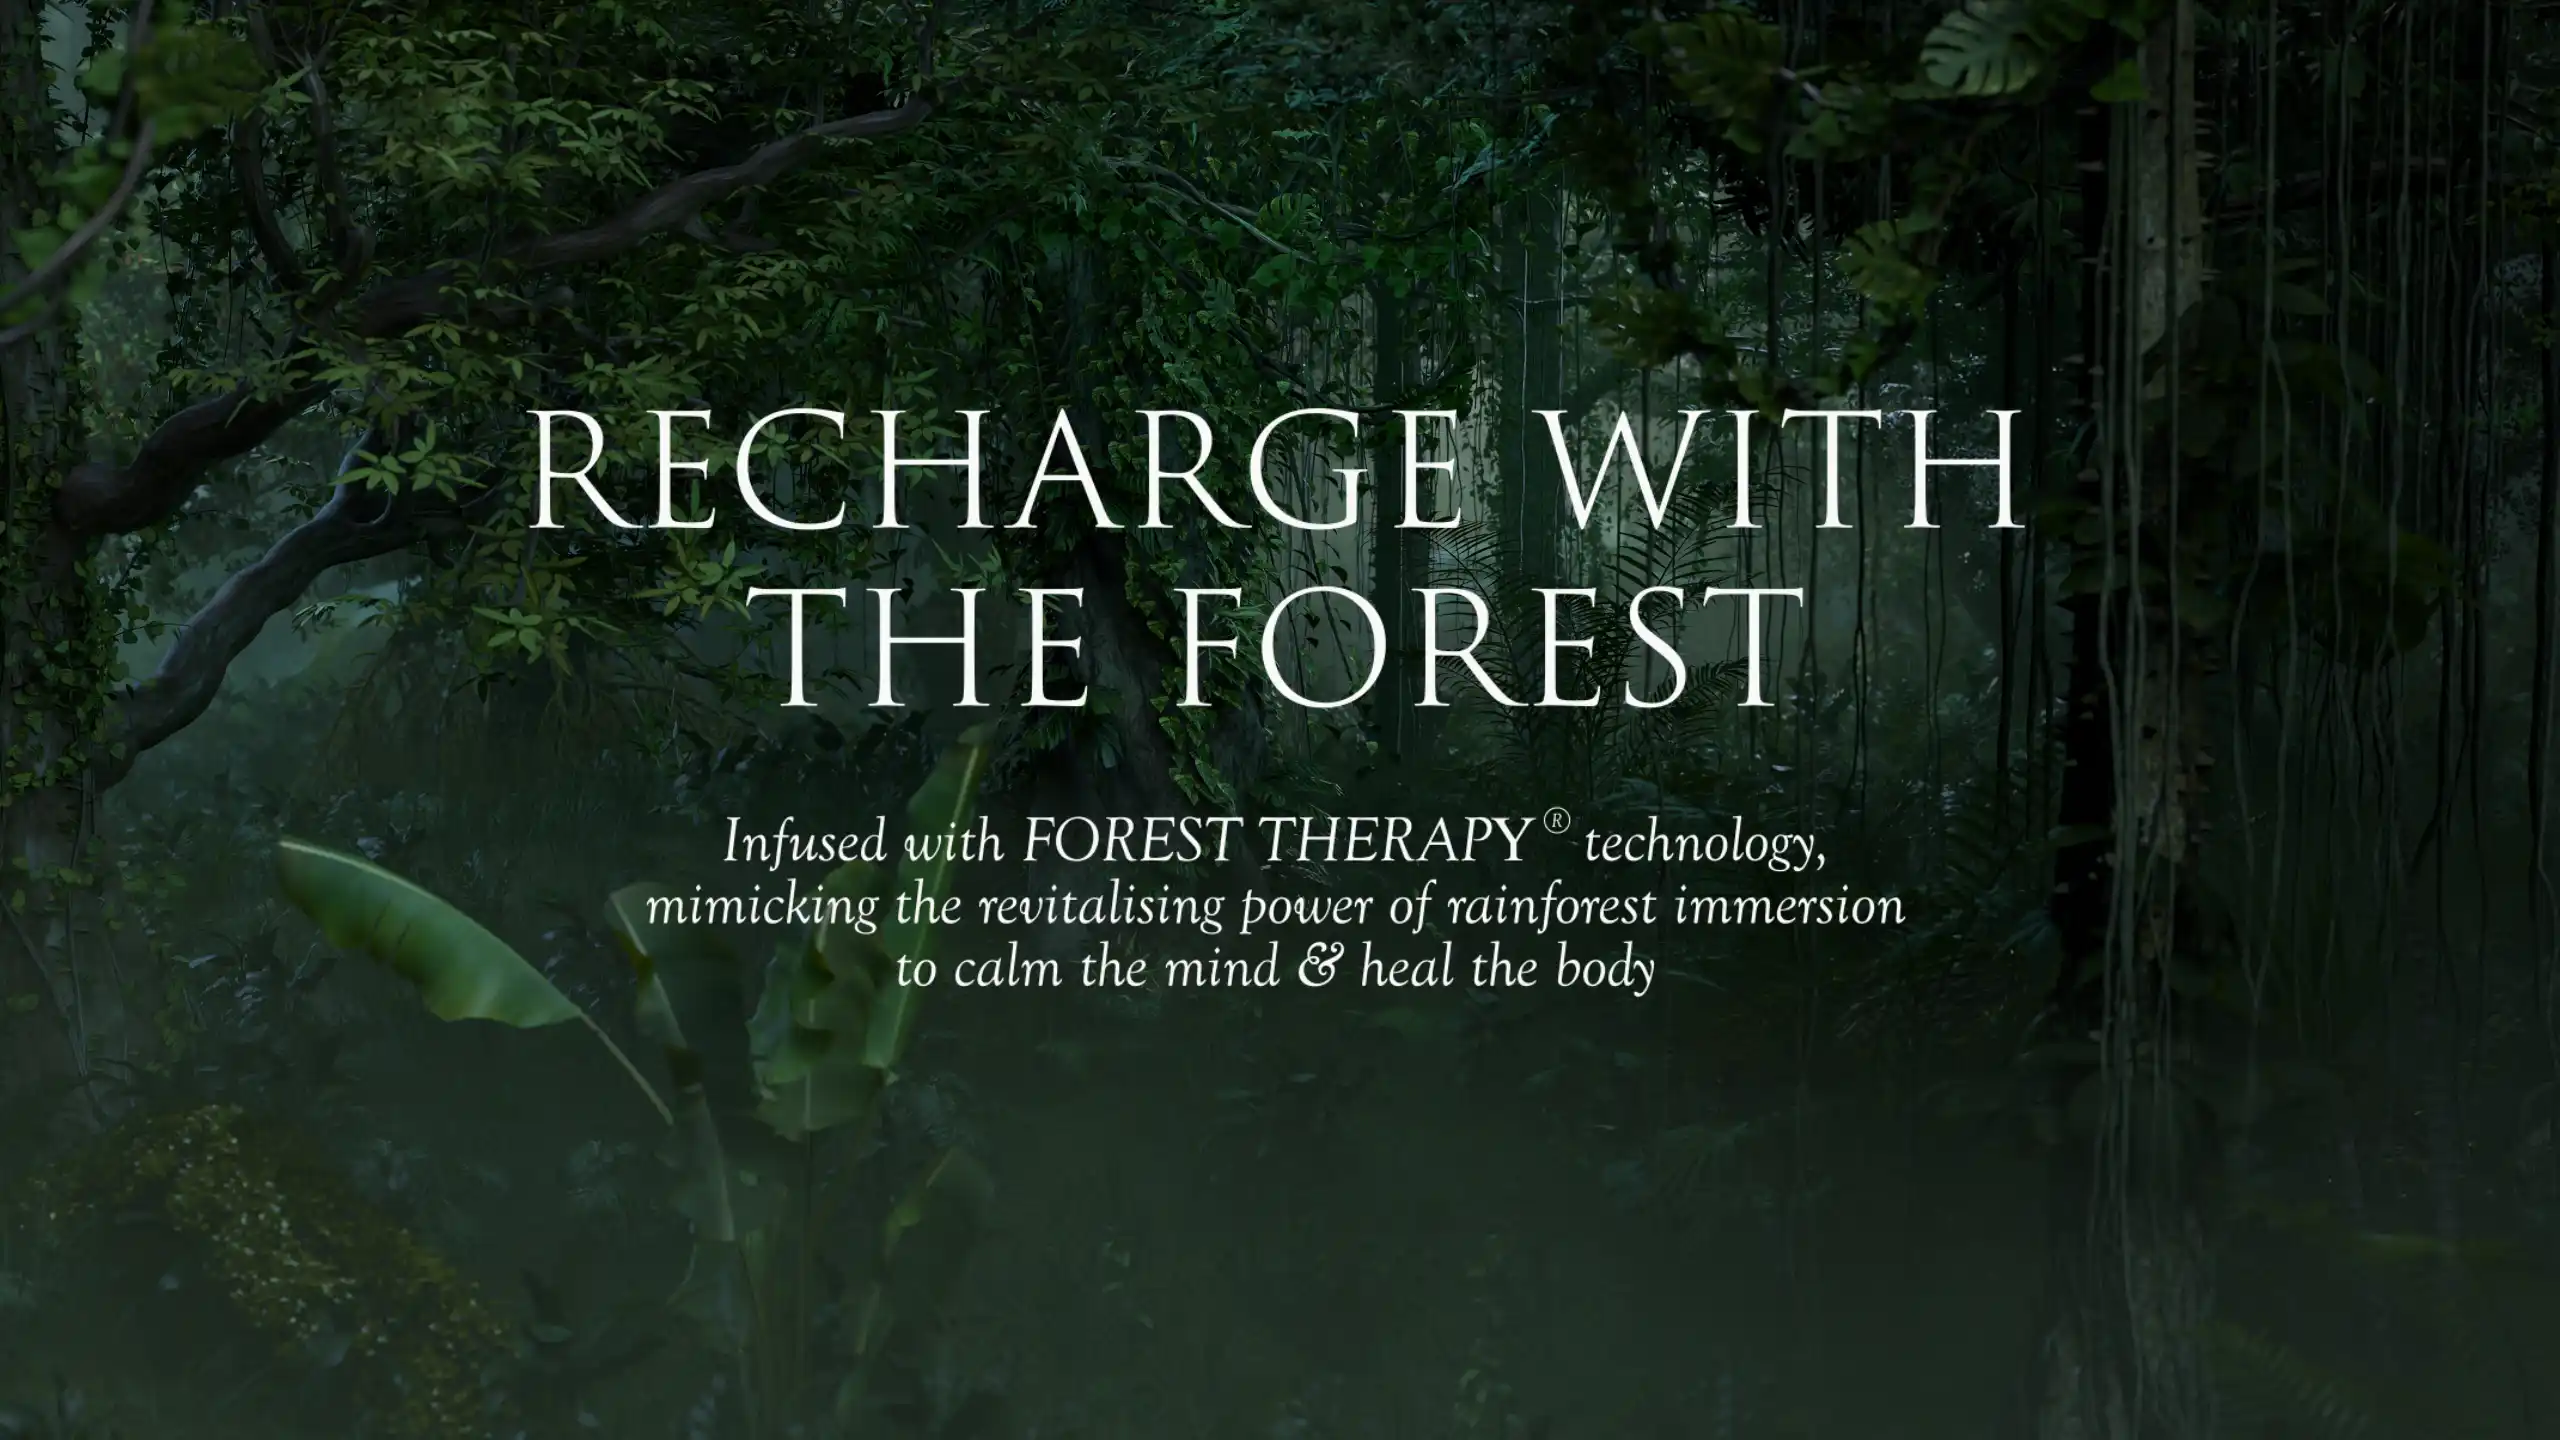 RECHARGE WITH
THE FOREST
Infused with FOREST THERAPY® technology,
mimicking the revitalising power of rainforest immersion
to calm the mind & heal the body